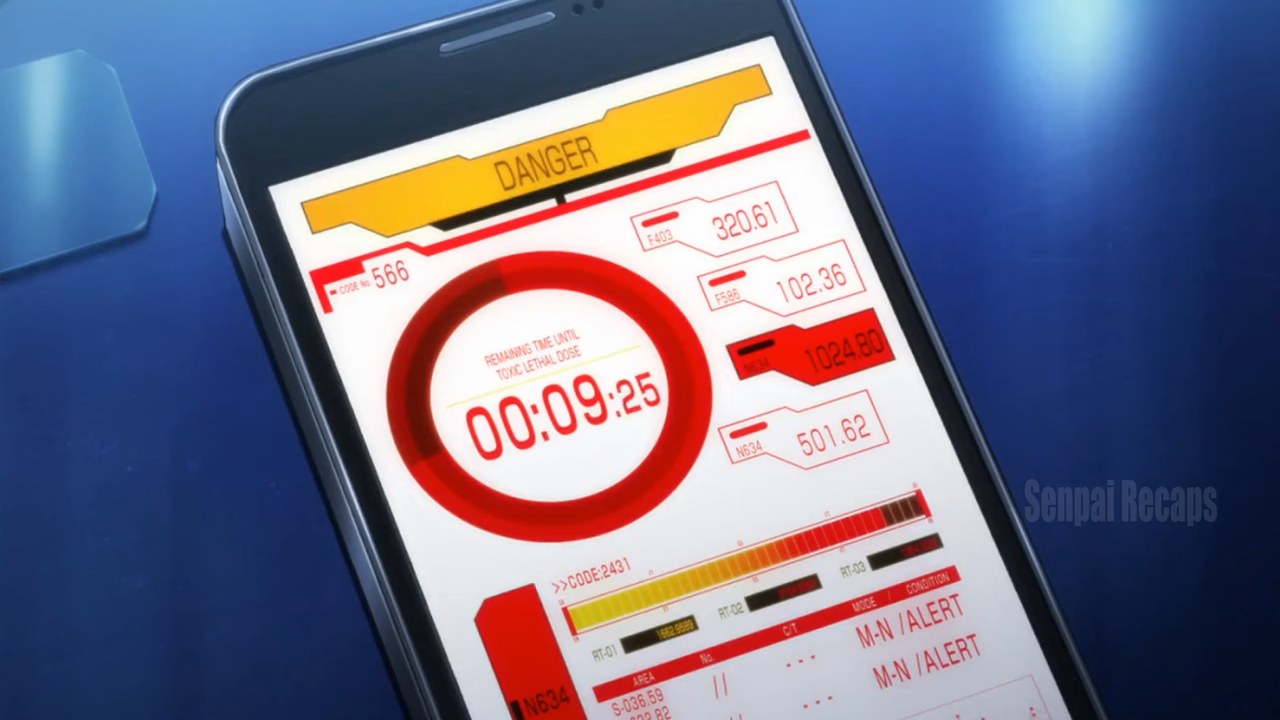 DANGER
CODE No. 566
F403 320.61
F586 102.36
N634 1024.80
N634 501.62
REMAINING TIME UNTIL
TOXIC LETHAL DOSE
00:09:25
>>CODE:2431
RT-01
RT-02
RT-03
AREA No. C/T MODE / CONDITION
S-036.59 // --- M-N /ALERT
// --- M-N /ALERT
N634
Senpai Recaps